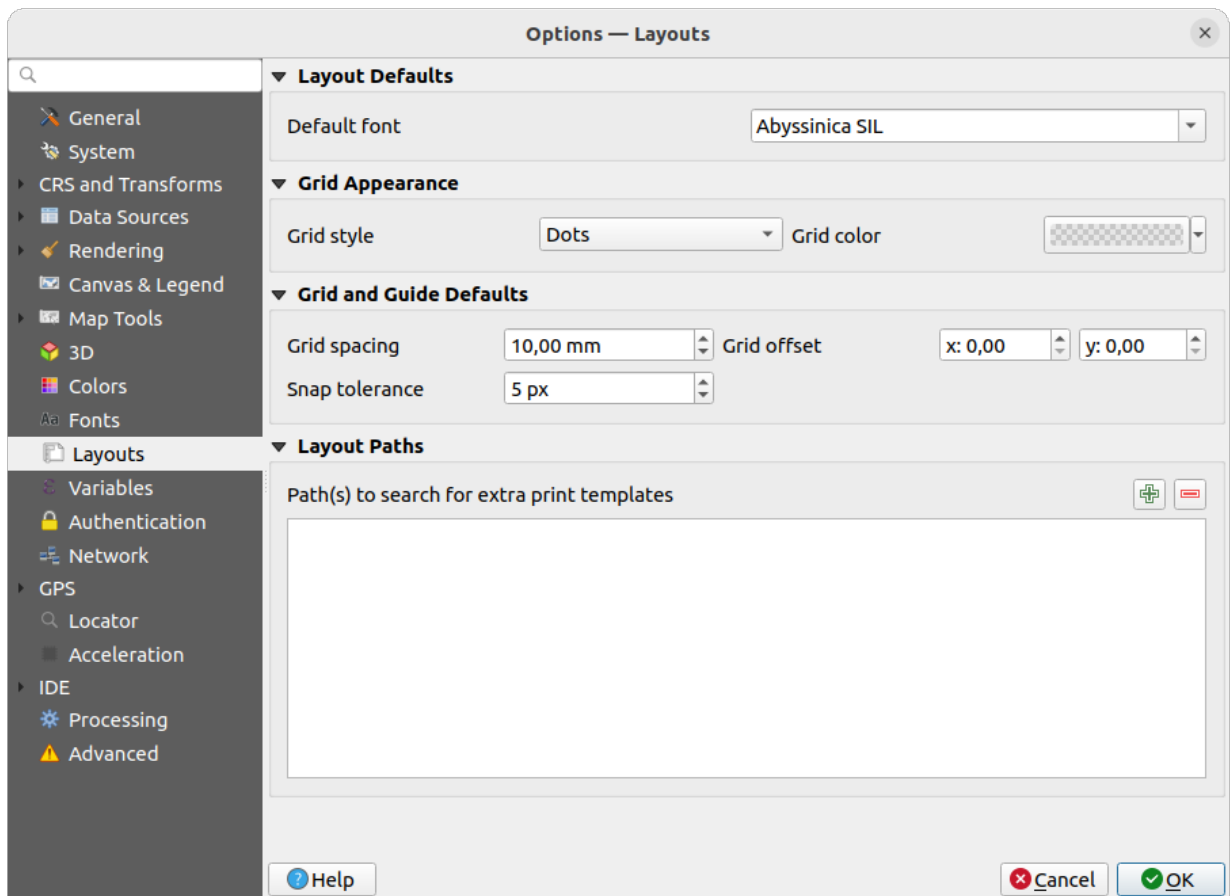 Options — Layouts
General
System
CRS and Transforms
Data Sources
Rendering
Canvas & Legend
Map Tools
3D
Colors
Fonts
Layouts
Variables
Authentication
Network
GPS
Locator
Acceleration
IDE
Processing
Advanced
Layout Defaults
Default font Abyssinica SIL
Grid Appearance
Grid style Dots Grid color
Grid and Guide Defaults
Grid spacing 10,00 mm Grid offset x: 0,00 y: 0,00
Snap tolerance 5 px
Layout Paths
Path(s) to search for extra print templates
Help Cancel OK